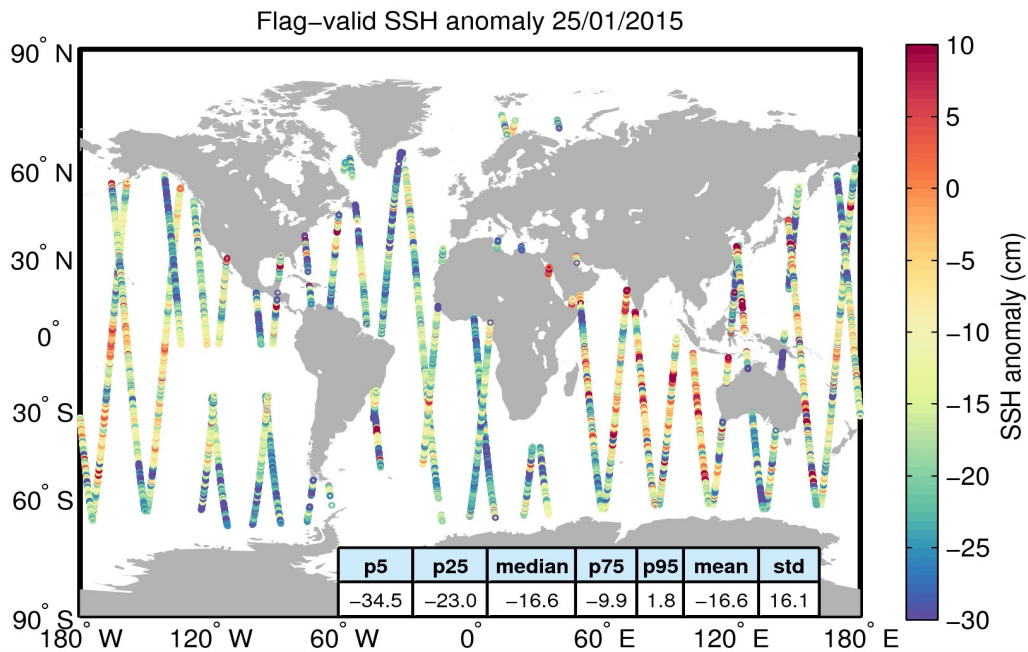 Flag−valid SSH anomaly 25/01/2015
90° N
60° N
30° N
0°
30° S
60° S
90° S
180° W
120° W
60° W
0°
60° E
120° E
180° E
p5 p25 median p75 p95 mean std
−34.5 −23.0 −16.6 −9.9 1.8 −16.6 16.1
10
5
0
−5
−10
−15
−20
−25
−30
SSH anomaly (cm)